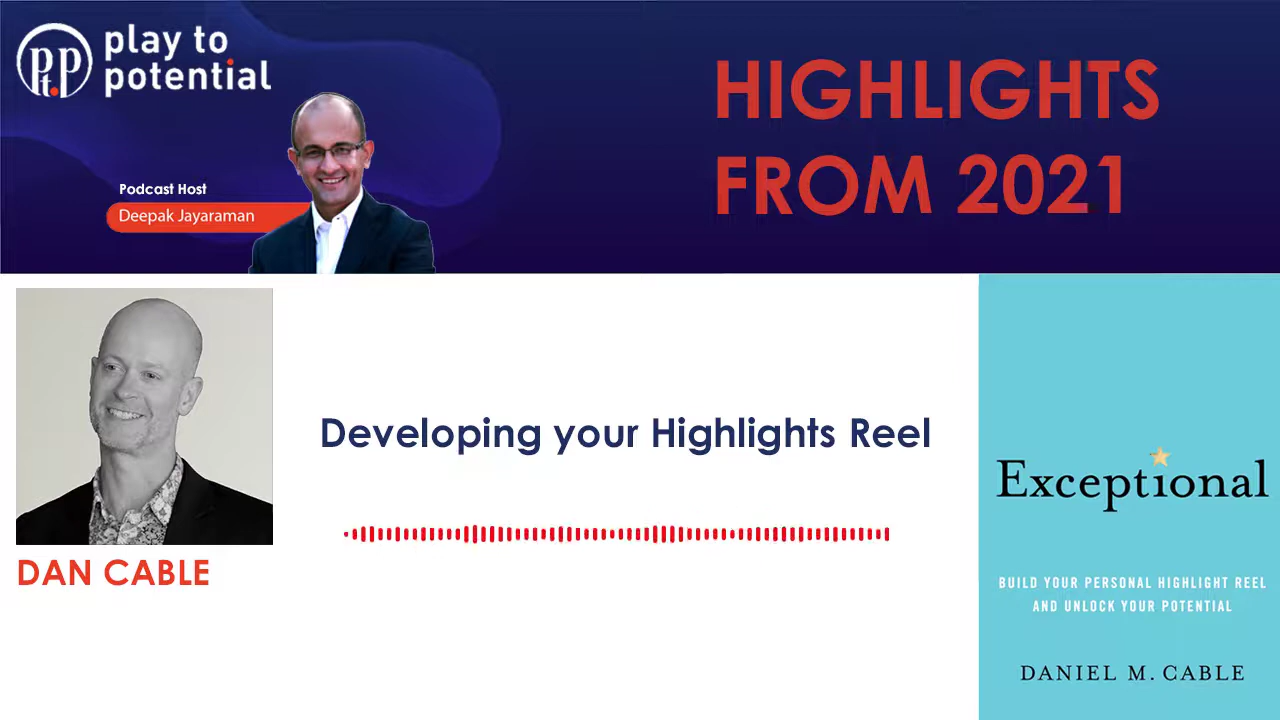 PtP
play to
potential
Podcast Host
Deepak Jayaraman
HIGHLIGHTS
FROM 2021
DAN CABLE
Developing your Highlights Reel
Exceptional
BUILD YOUR PERSONAL HIGHLIGHT REEL
AND UNLOCK YOUR POTENTIAL
DANIEL M. CABLE